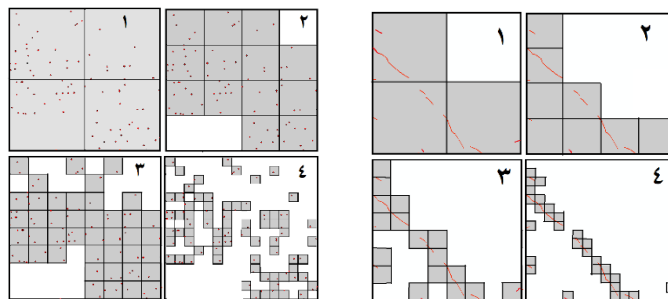 ١ ٢ ١ ٢
٣ ٤ ٣ ٤